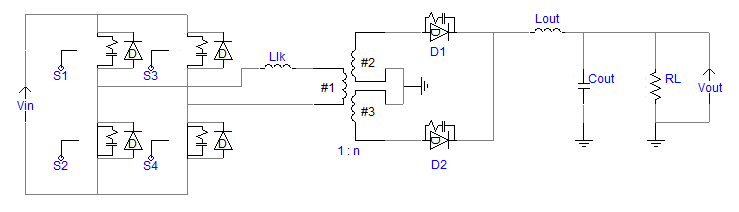 Lout
D1
Llk
#2
S1
S3
#1
Cout
RL
Vout
Vin
#3
1 : n
D2
S2
S4
D
D
D
D
D
D